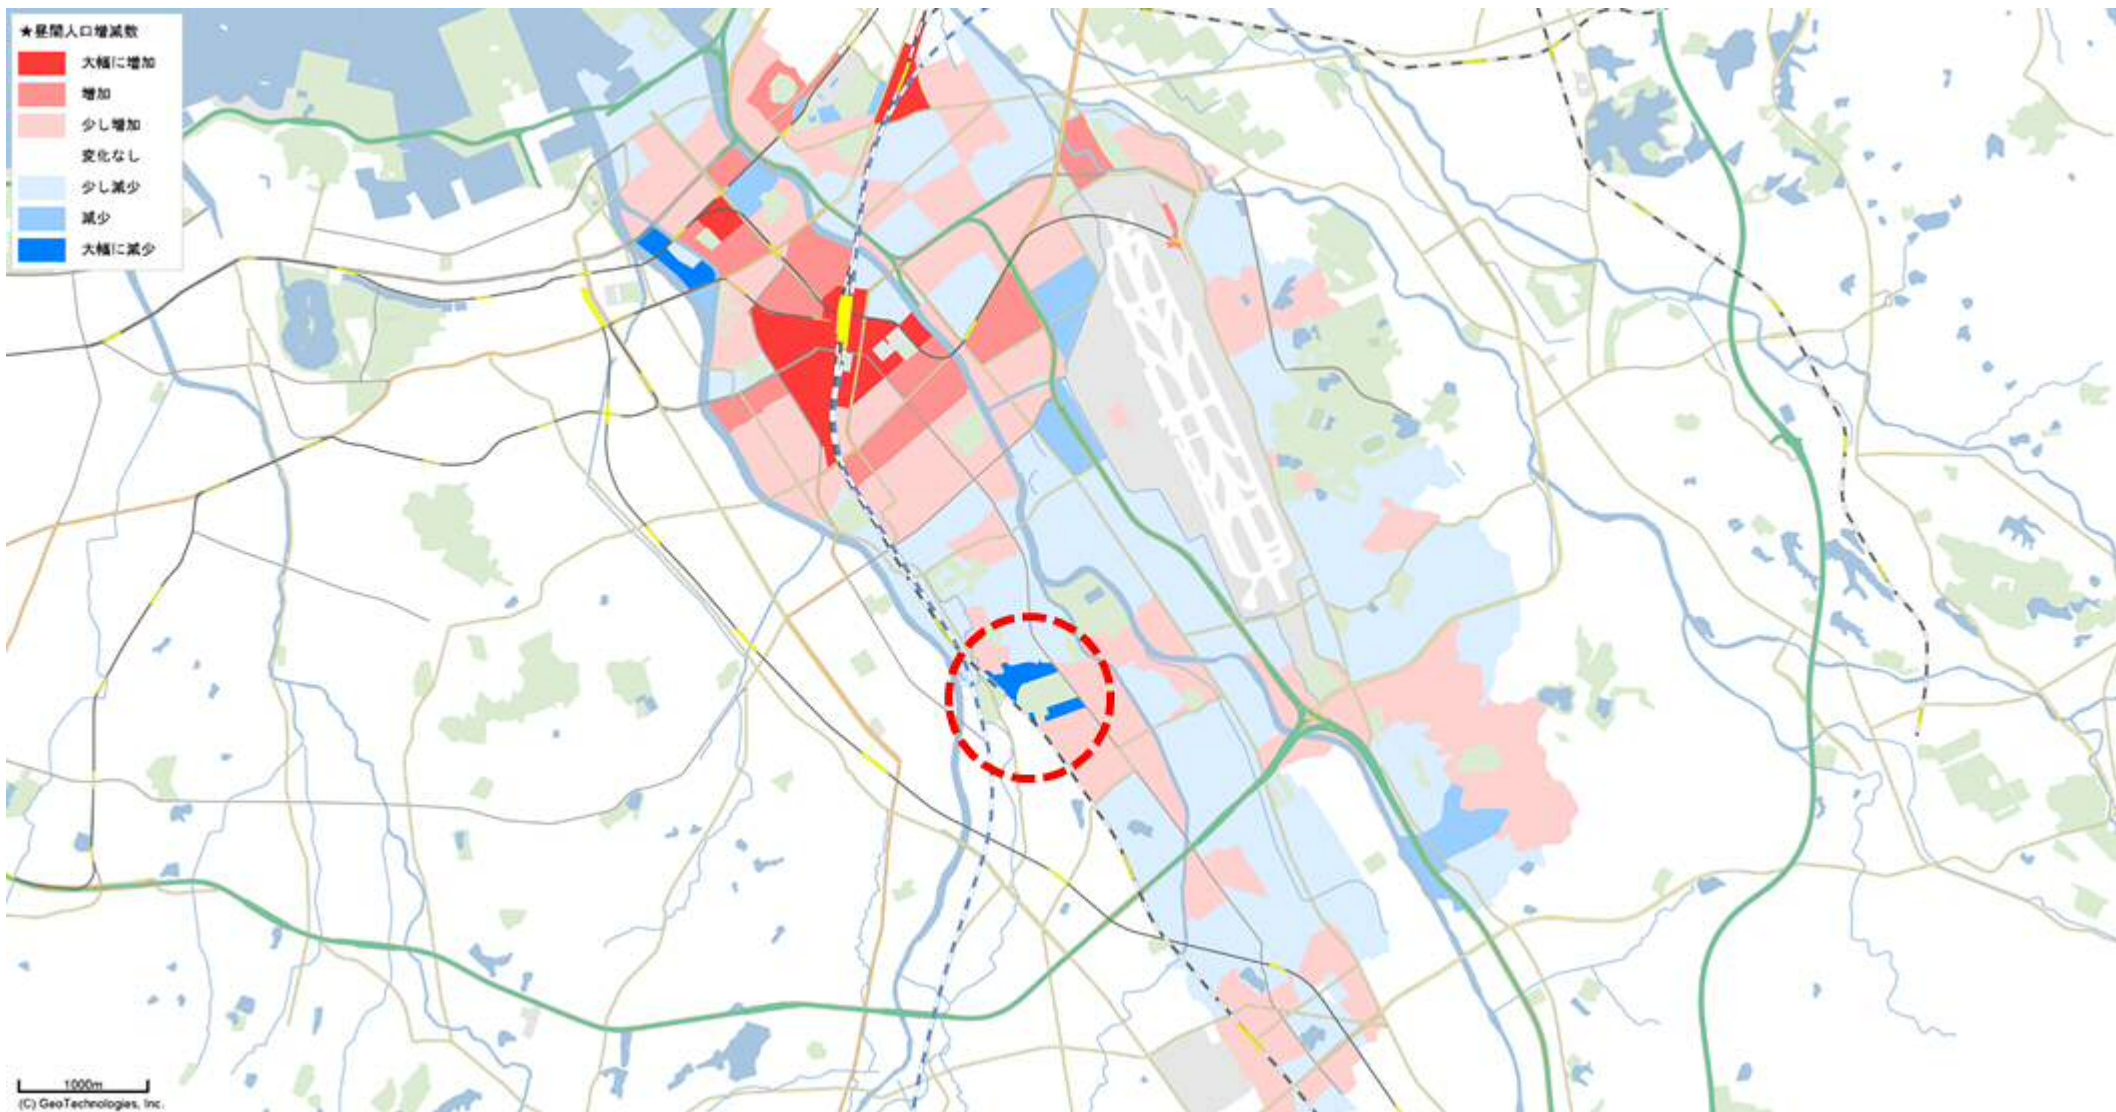 ★昼間人口増減数
大幅に増加
増加
少し増加
変化なし
少し減少
減少
大幅に減少
1000m
(C) GeoTechnologies, Inc.